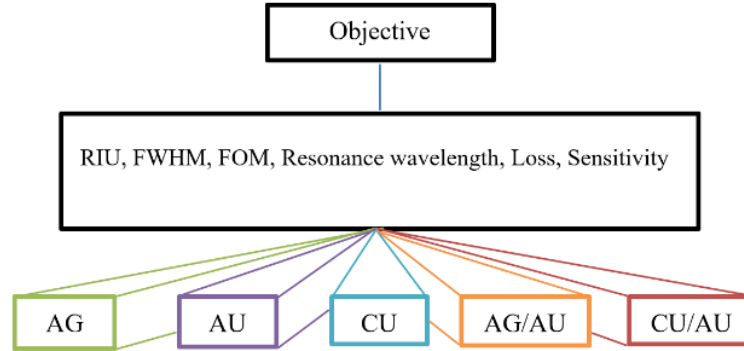 Objective
RIU, FWHM, FOM, Resonance wavelength, Loss, Sensitivity
AG
AU
CU
AG/AU
CU/AU